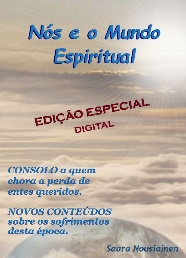 Nós e o Mundo
Espiritual
EDIÇÃO ESPECIAL
DIGITAL
CONSOLO a quem
chora a perda de
entes queridos.
NOVOS CONTEÚDOS
sobre os sofrimentos
desta época.
Saara Nousiainen